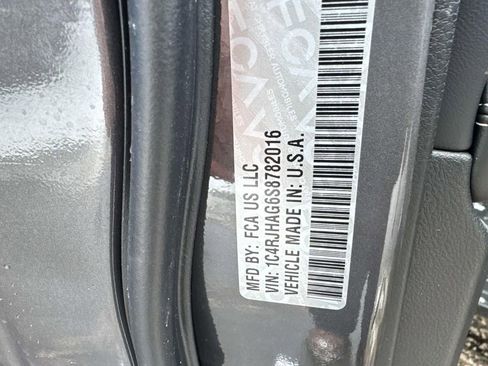 MFD BY: FCA US LLC
VIN: 1C4RJHAG6S8782016
VEHICLE MADE IN: U.S.A.